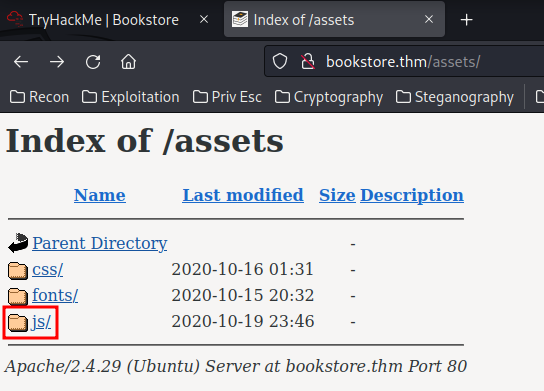 TryHackMe | Bookstore
Index of /assets
bookstore.thm/assets/
Recon Exploitation Priv Esc Cryptography Steganography
Index of /assets
Name Last modified Size Description
Parent Directory -
css/ 2020-10-16 01:31 -
fonts/ 2020-10-15 20:32 -
js/ 2020-10-19 23:46 -
Apache/2.4.29 (Ubuntu) Server at bookstore.thm Port 80